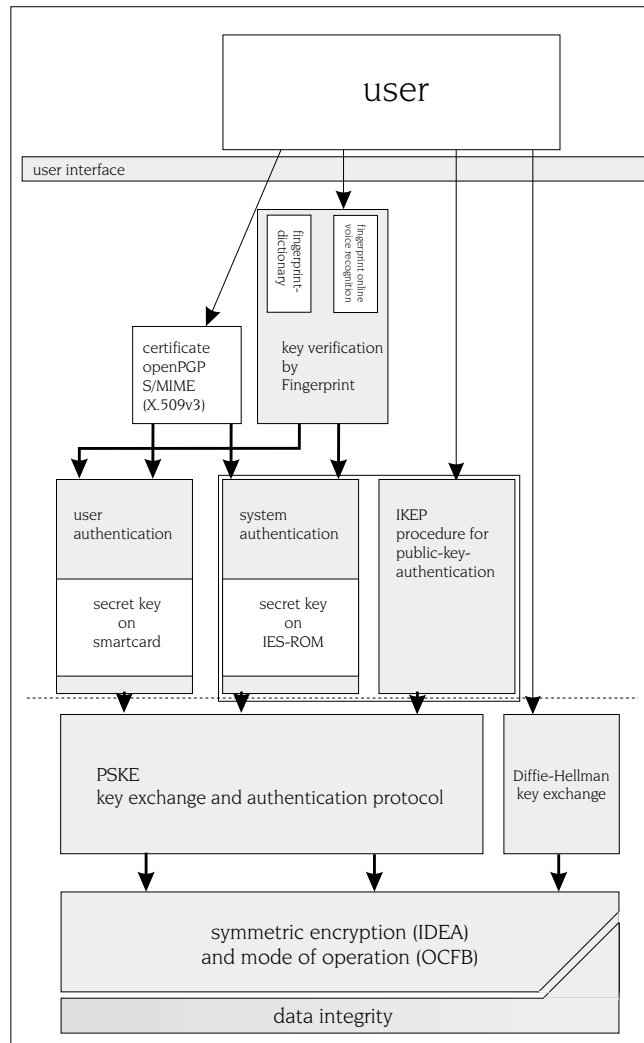 user
user interface
fingerprint-
dictionary
fingerprint online
voice recognition
certificate
openPGP
S/MIME
(X.509v3)
key verification
by
Fingerprint
user
authentication
system
authentication
IKEP
procedure for
public-key-
authentication
secret key
on
smartcard
secret key
on
IES-ROM
PSKE
key exchange and authentication protocol
Diffie-Hellman
key exchange
symmetric encryption (IDEA)
and mode of operation (OCFB)
data integrity